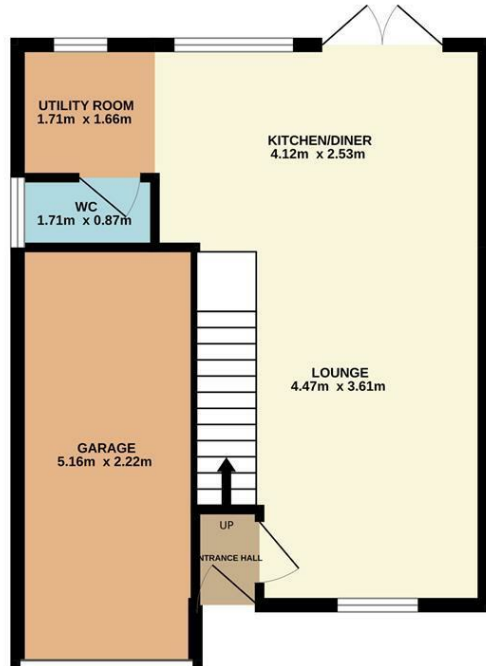 UTILITY ROOM
1.71m x 1.66m
KITCHEN/DINER
4.12m x 2.53m
WC
1.71m x 0.87m
LOUNGE
4.47m x 3.61m
GARAGE
5.16m x 2.22m
UP
NTRANCE HALL